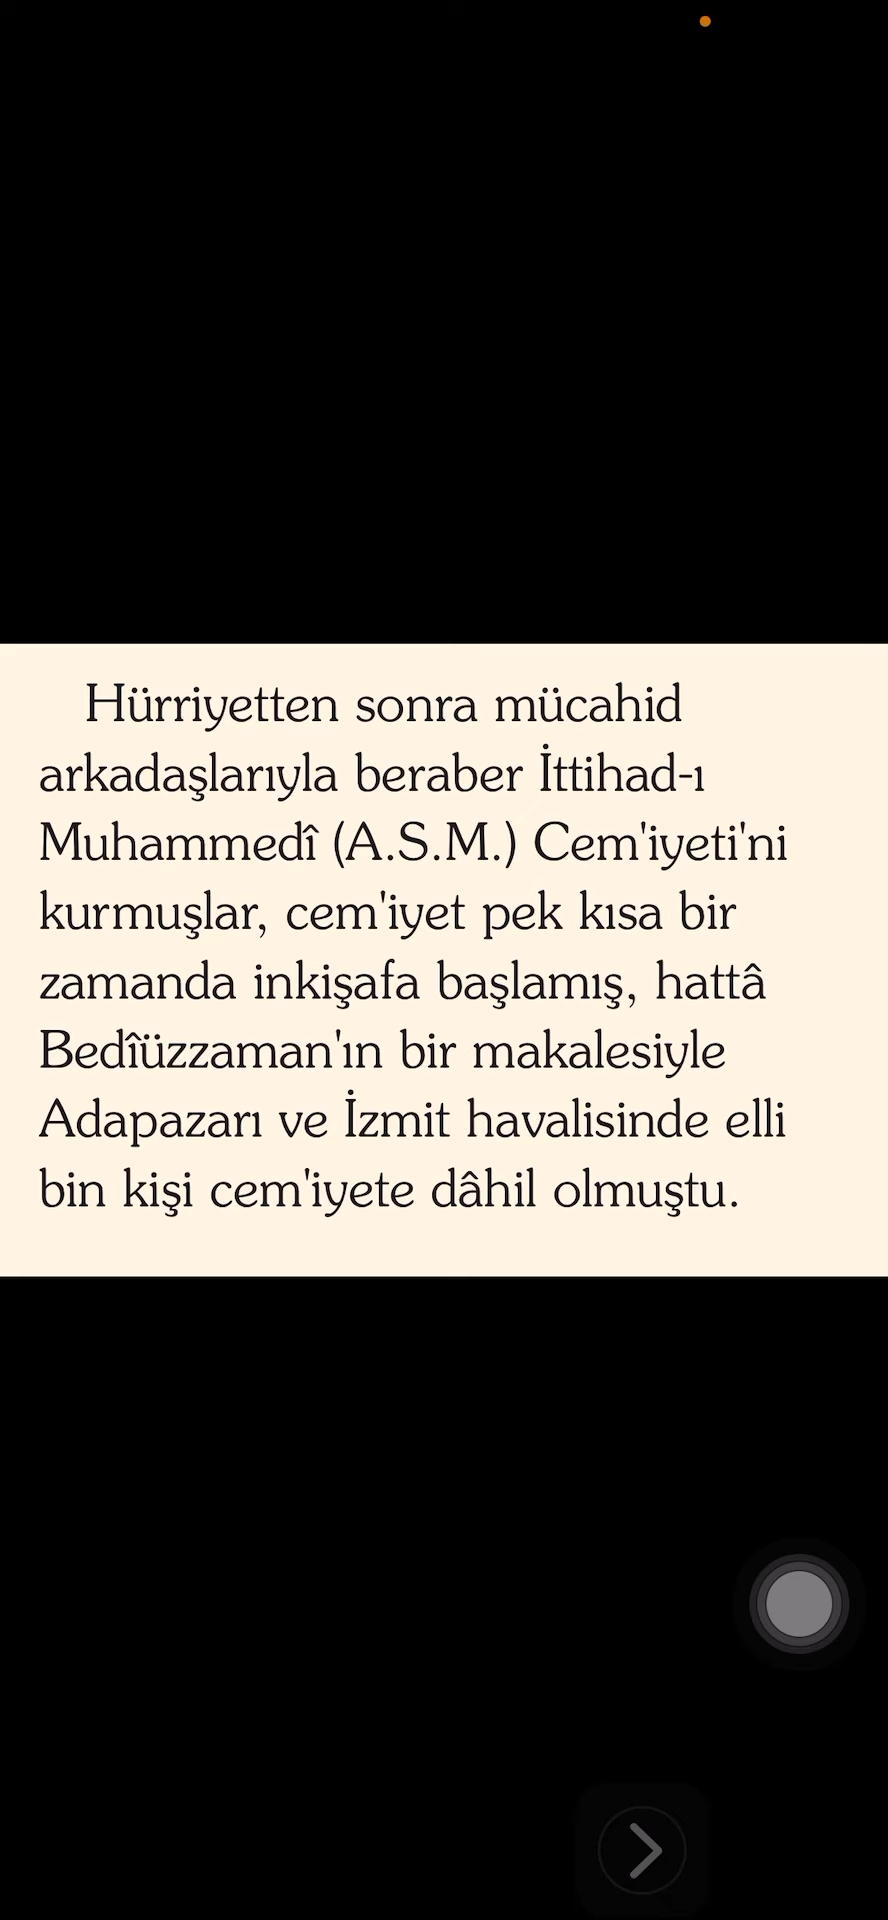 Hürriyetten sonra mücahid
arkadaşlarıyla beraber İttihad-ı
Muhammedî (A.S.M.) Cem'iyeti'ni
kurmuşlar, cem'iyet pek kısa bir
zamanda inkişafa başlamış, hattâ
Bedîüzzaman'ın bir makalesiyle
Adapazarı ve İzmit havalisinde elli
bin kişi cem'iyete dâhil olmuştu.